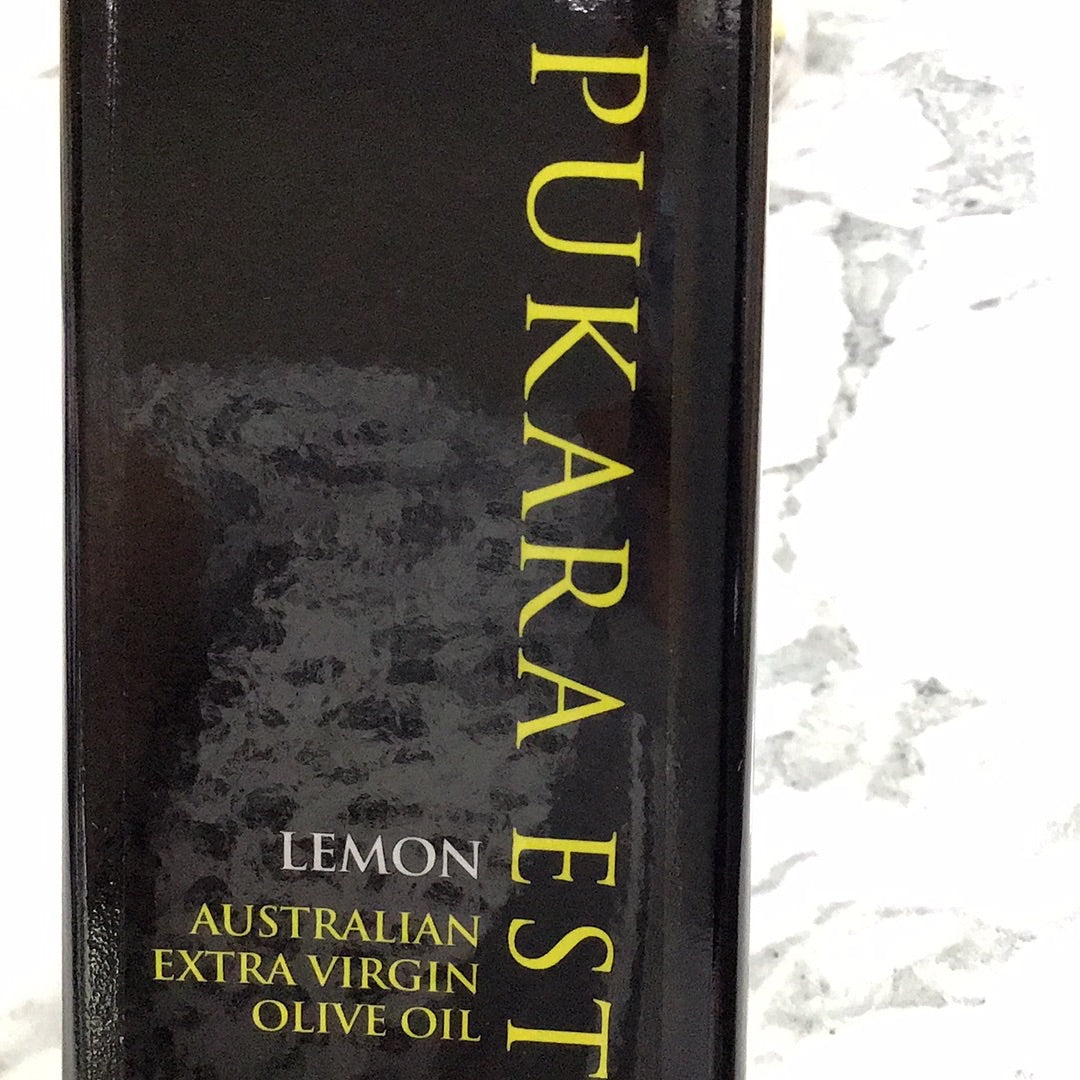 PUKARA EST
LEMON
AUSTRALIAN
EXTRA VIRGIN
OLIVE OIL